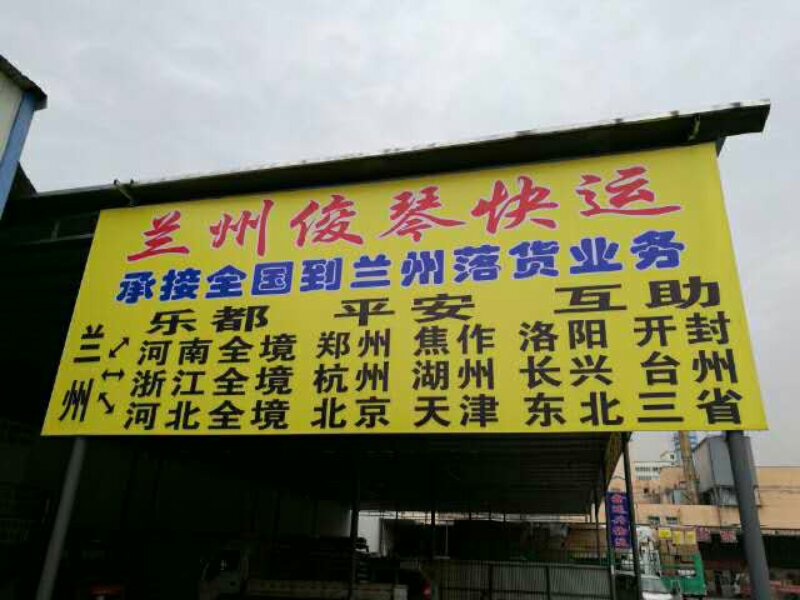 兰州俊琴快运
承接全国到兰州落货业务
乐都 平安 互助
兰州
河南全境 郑州 焦作 洛阳 开封
浙江全境 杭州 湖州 长兴 台州
河北全境 北京 天津 东北三省